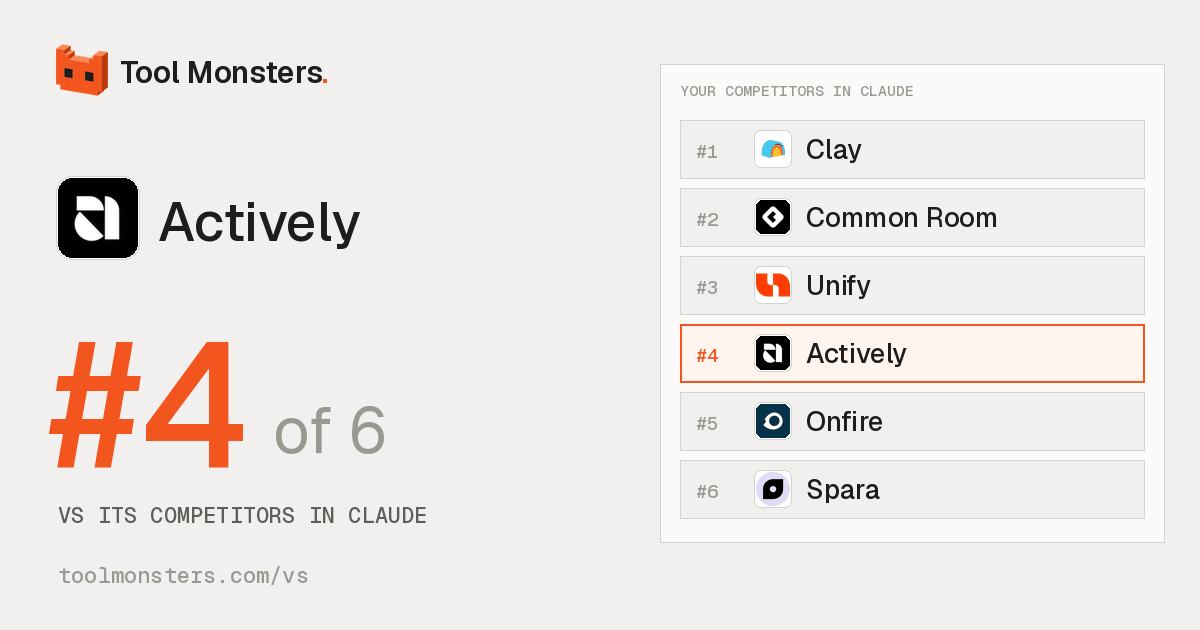 Tool Monsters.
Actively
#4 of 6
VS ITS COMPETITORS IN CLAUDE
toolmonsters.com/vs
YOUR COMPETITORS IN CLAUDE
#1 Clay
#2 Common Room
#3 Unify
#4 Actively
#5 Onfire
#6 Spara